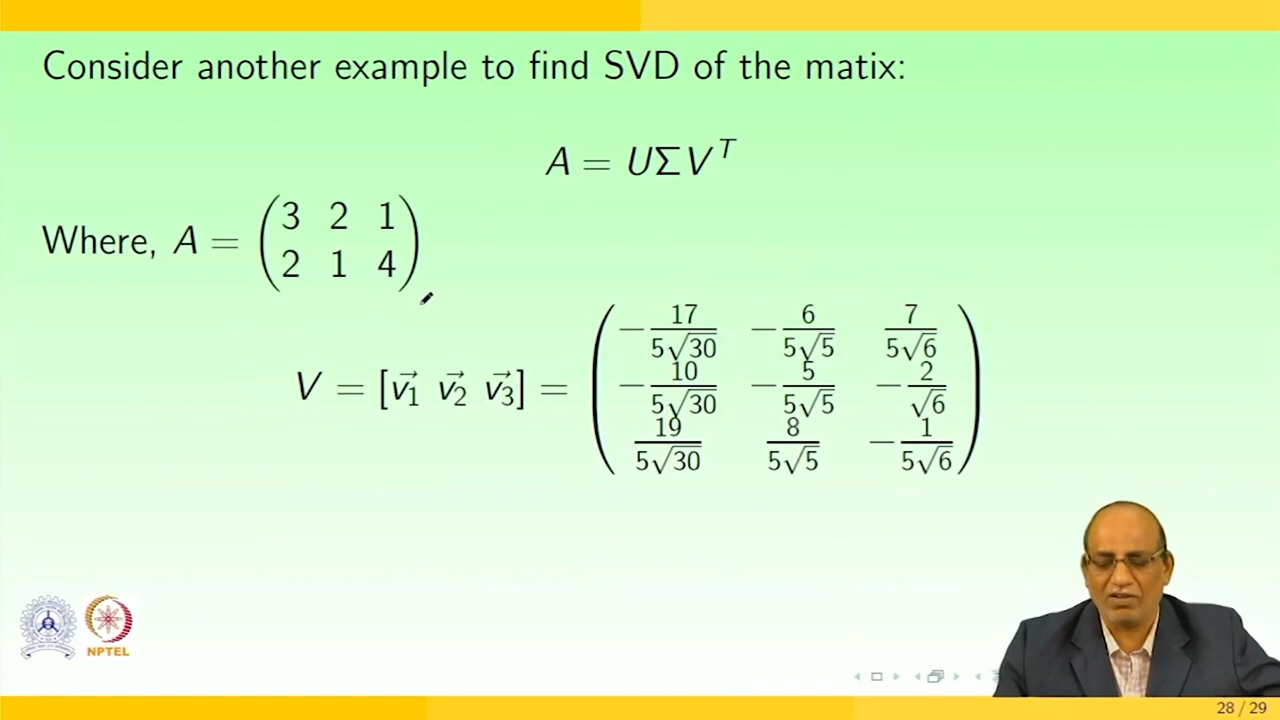 Consider another example to find SVD of the matix:
A = UΣV^T
Where, A = (3 2 1
2 1 4)
V = [v⃗₁ v⃗₂ v⃗₃] = (−17/5√30 −6/5√5 7/5√6
−10/5√30 −5/5√5 −2/√6
19/5√30 8/5√5 −1/5√6)
NPTEL
28 / 29